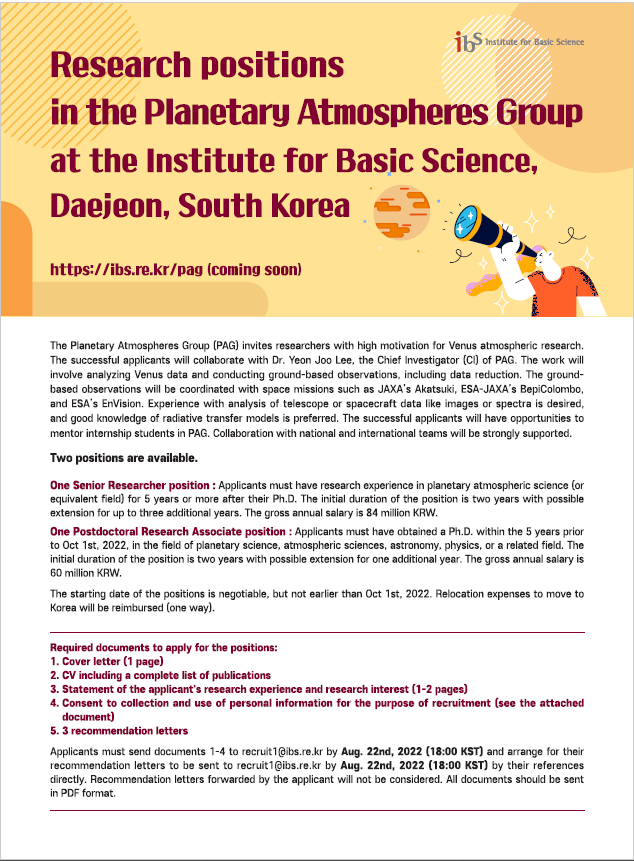 ibs Institute for Basic Science
Research positions
in the Planetary Atmospheres Group
at the Institute for Basic Science,
Daejeon, South Korea
https://ibs.re.kr/pag (coming soon)
The Planetary Atmospheres Group (PAG) invites researchers with high motivation for Venus atmospheric research.
The successful applicants will collaborate with Dr. Yeon Joo Lee, the Chief Investigator (CI) of PAG. The work will
involve analyzing Venus data and conducting ground-based observations, including data reduction. The ground-
based observations will be coordinated with space missions such as JAXA's Akatsuki, ESA-JAXA's BepiColombo,
and ESA's EnVision. Experience with analysis of telescope or spacecraft data like images or spectra is desired,
and good knowledge of radiative transfer models is preferred. The successful applicants will have opportunities to
mentor internship students in PAG. Collaboration with national and international teams will be strongly supported.
Two positions are available.
One Senior Researcher position : Applicants must have research experience in planetary atmospheric science (or
equivalent field) for 5 years or more after their Ph.D. The initial duration of the position is two years with possible
extension for up to three additional years. The gross annual salary is 84 million KRW.
One Postdoctoral Research Associate position : Applicants must have obtained a Ph.D. within the 5 years prior
to Oct 1st, 2022, in the field of planetary science, atmospheric sciences, astronomy, physics, or a related field. The
initial duration of the position is two years with possible extension for one additional year. The gross annual salary is
60 million KRW.
The starting date of the positions is negotiable, but not earlier than Oct 1st, 2022. Relocation expenses to move to
Korea will be reimbursed (one way).
Required documents to apply for the positions:
1. Cover letter (1 page)
2. CV including a complete list of publications
3. Statement of the applicant's research experience and research interest (1-2 pages)
4. Consent to collection and use of personal information for the purpose of recruitment (see the attached
document)
5. 3 recommendation letters
Applicants must send documents 1-4 to recruit1@ibs.re.kr by Aug. 22nd, 2022 (18:00 KST) and arrange for their
recommendation letters to be sent to recruit1@ibs.re.kr by Aug. 22nd, 2022 (18:00 KST) by their references
directly. Recommendation letters forwarded by the applicant will not be considered. All documents should be sent
in PDF format.